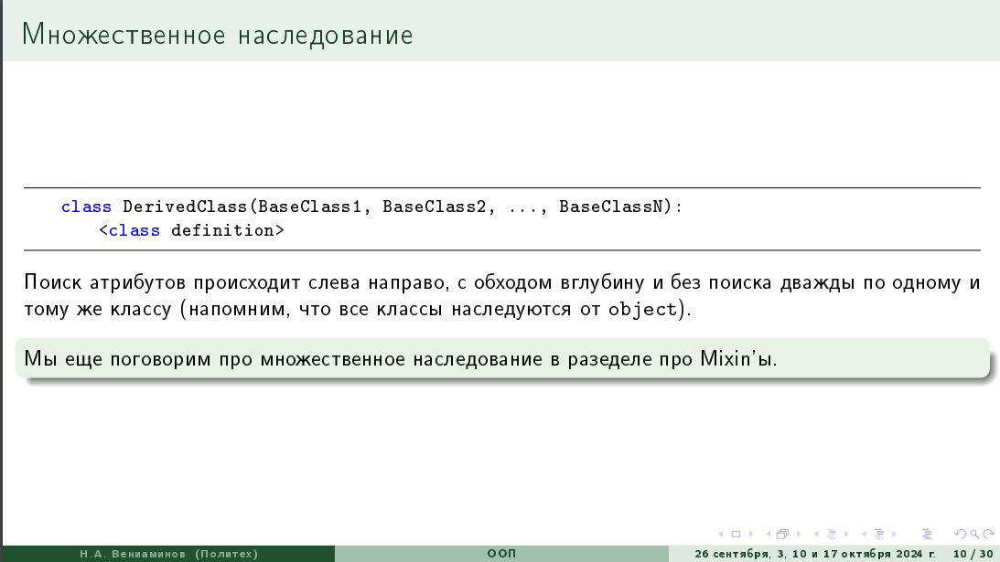 Множественное наследование
class DerivedClass(BaseClass1, BaseClass2, ..., BaseClassN):
<class definition>
Поиск атрибутов происходит слева направо, с обходом вглубину и без поиска дважды по одному и
тому же классу (напомним, что все классы наследуются от object).
Мы еще поговорим про множественное наследование в разеделе про Mixin'ы.
Н.А. Вениаминов (Политех) ООП 26 сентября, 3, 10 и 17 октября 2024 г. 10 / 30